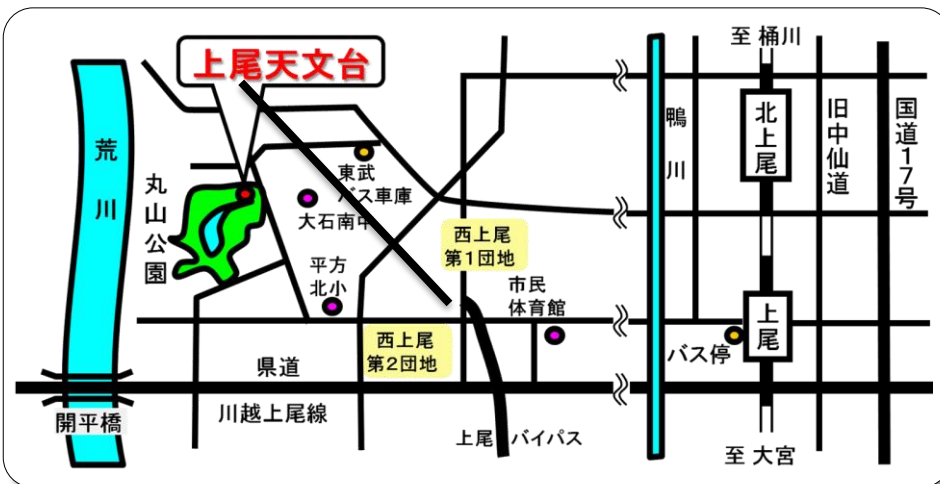 至 桶川
上尾天文台
荒川
丸山公園
東武
バス車庫
大石南中
平方
北小
西上尾
第1団地
市民
体育館
西上尾
第2団地
鴨川
北上尾
旧中仙道
国道17号
上尾
バス停
県道
川越上尾線
開平橋
上尾バイパス
至 大宮